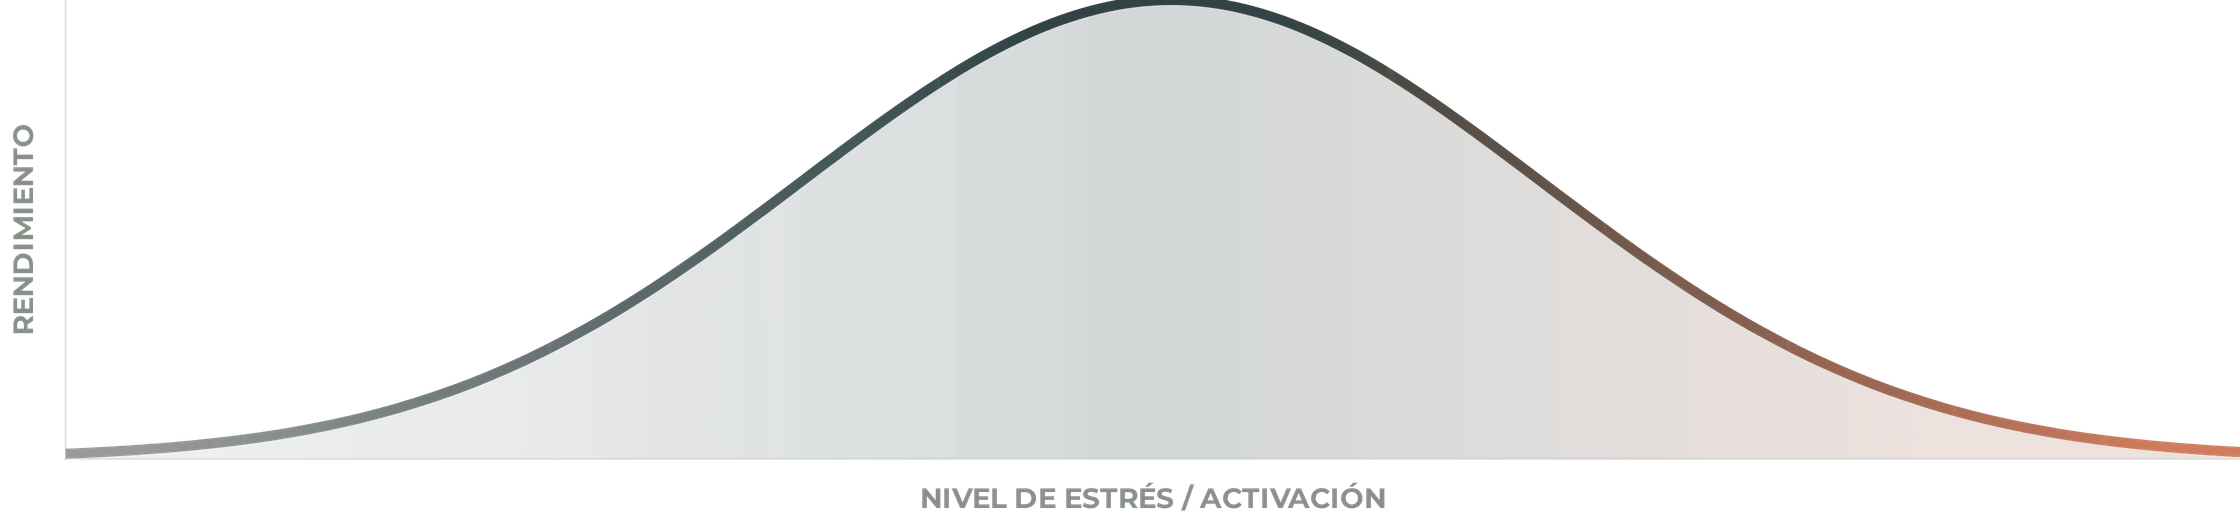 RENDIMIENTO
NIVEL DE ESTRÉS / ACTIVACIÓN